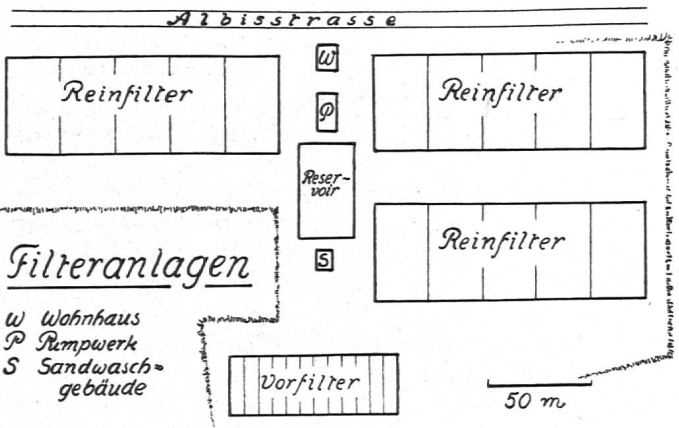 Albisstrasse
W
Reinfilter
Reinfilter
P
Reser-
voir
Reinfilter
S
Filteranlagen
W Wohnhaus
P Pumpwerk
S Sandwasch=
gebäude
Vorfilter
50 m